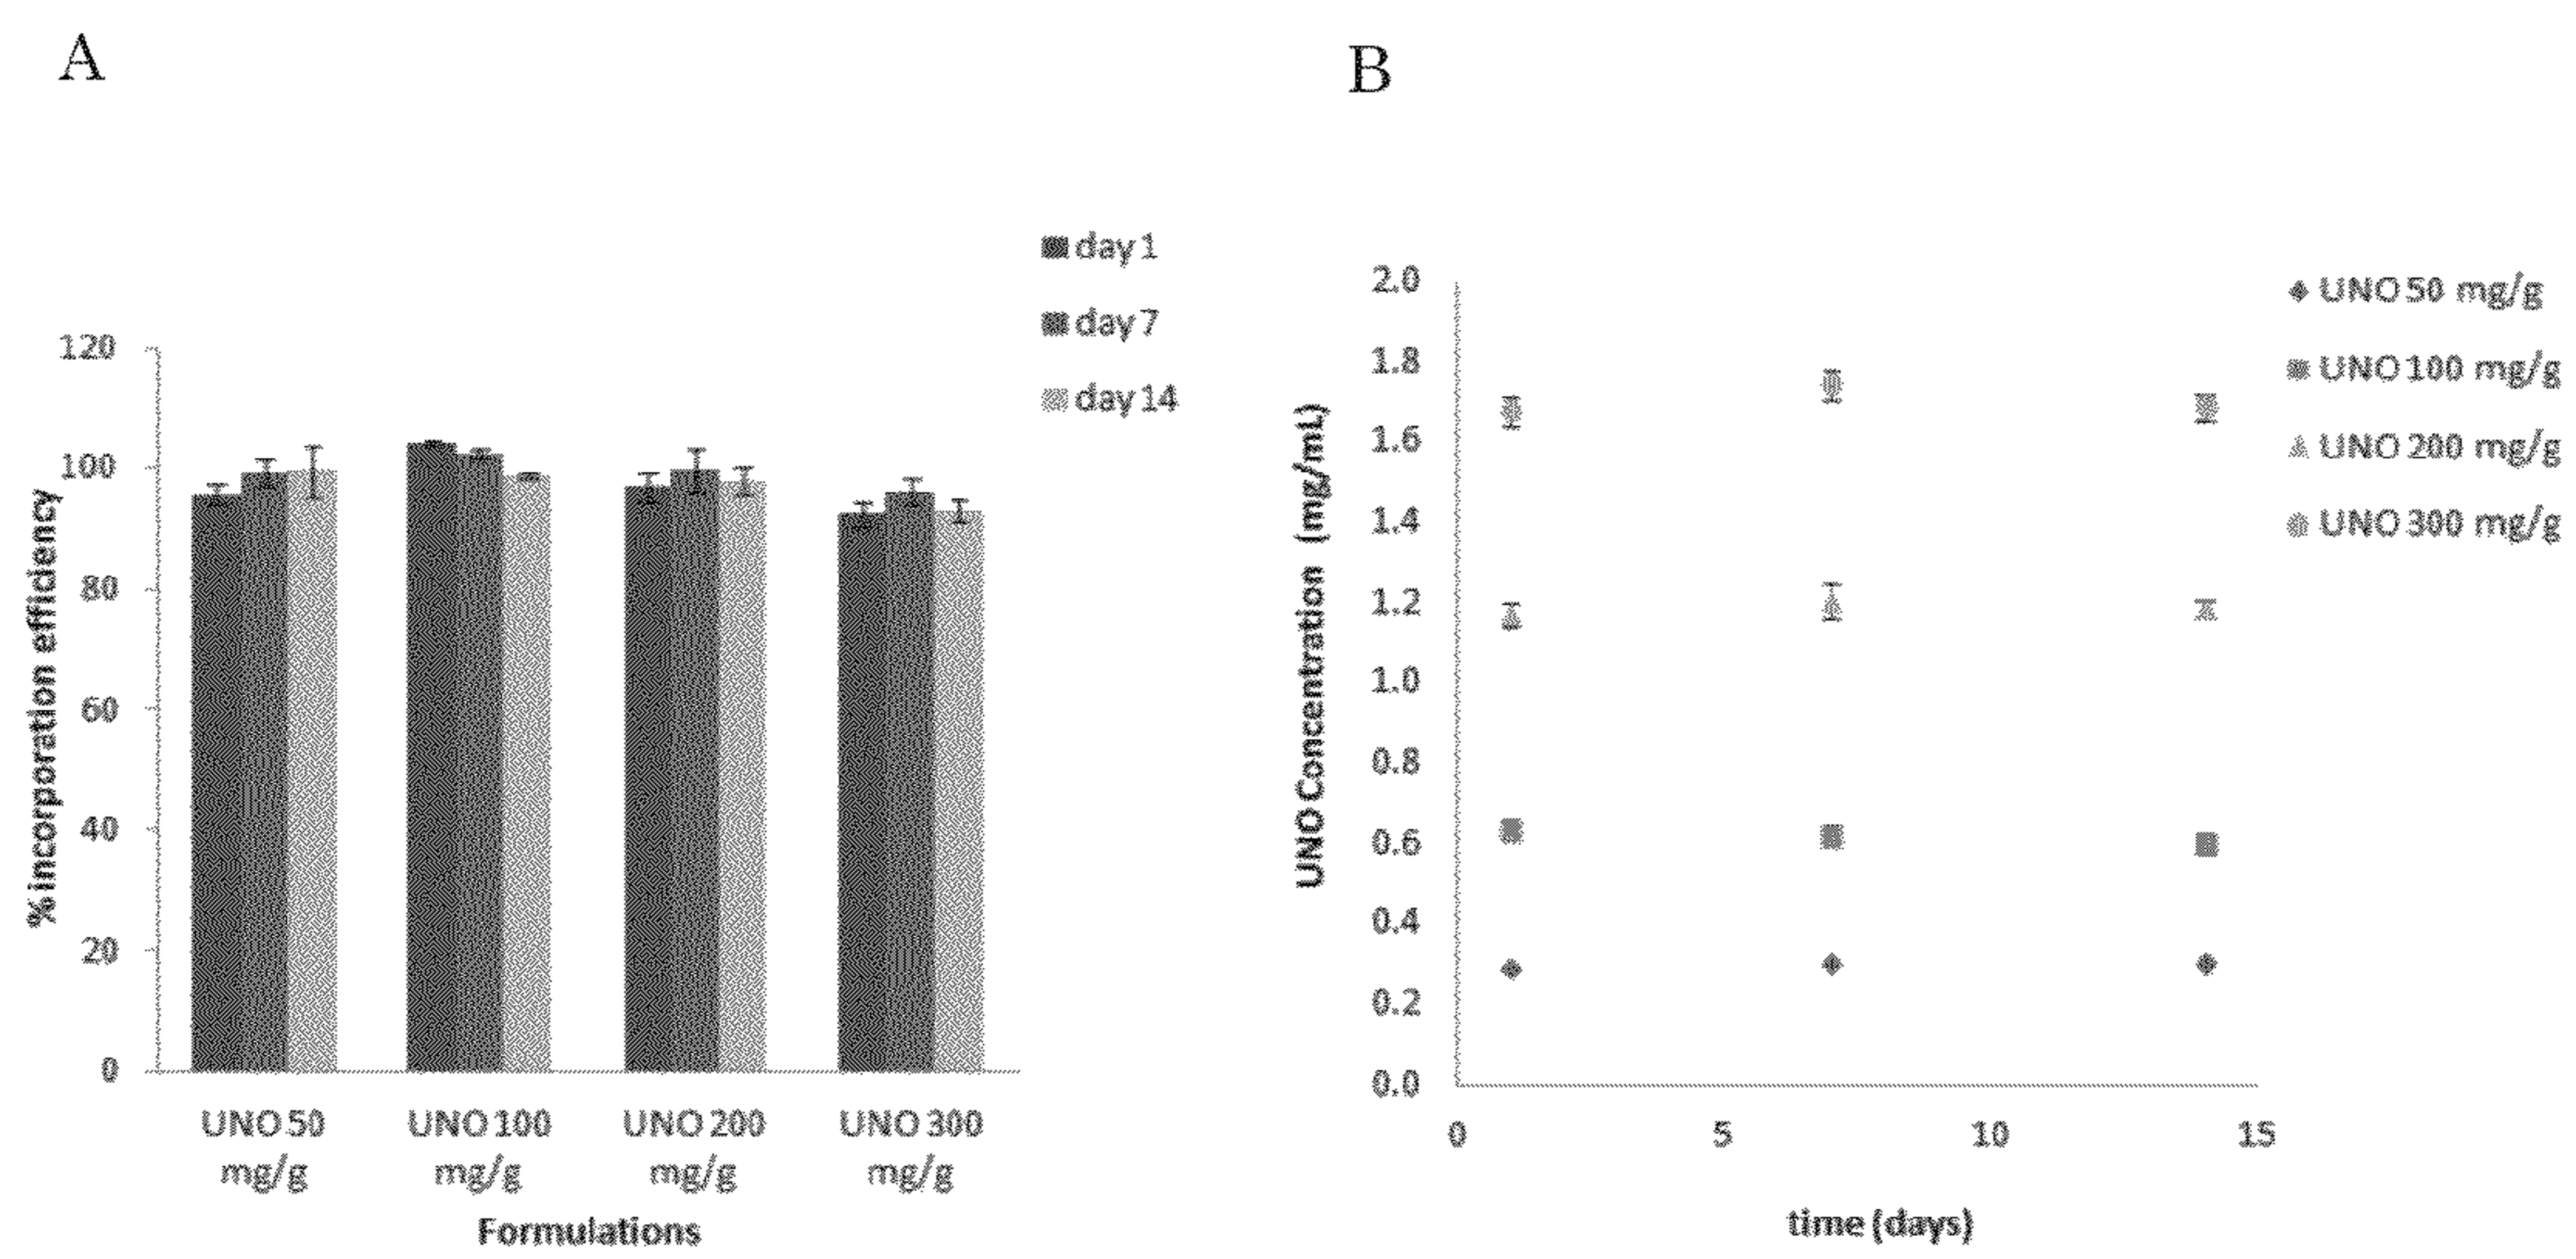 A
day 1
day 7
day 14
120
100
80
60
40
20
0
% incorporation efficiency
UNO 50 mg/g
UNO 100 mg/g
UNO 200 mg/g
UNO 300 mg/g
Formulations
B
2.0
1.8
1.6
1.4
1.2
1.0
0.8
0.6
0.4
0.2
0.0
UNO Concentration (mg/mL)
0
5
10
15
time (days)
UNO 50 mg/g
UNO 100 mg/g
UNO 200 mg/g
UNO 300 mg/g